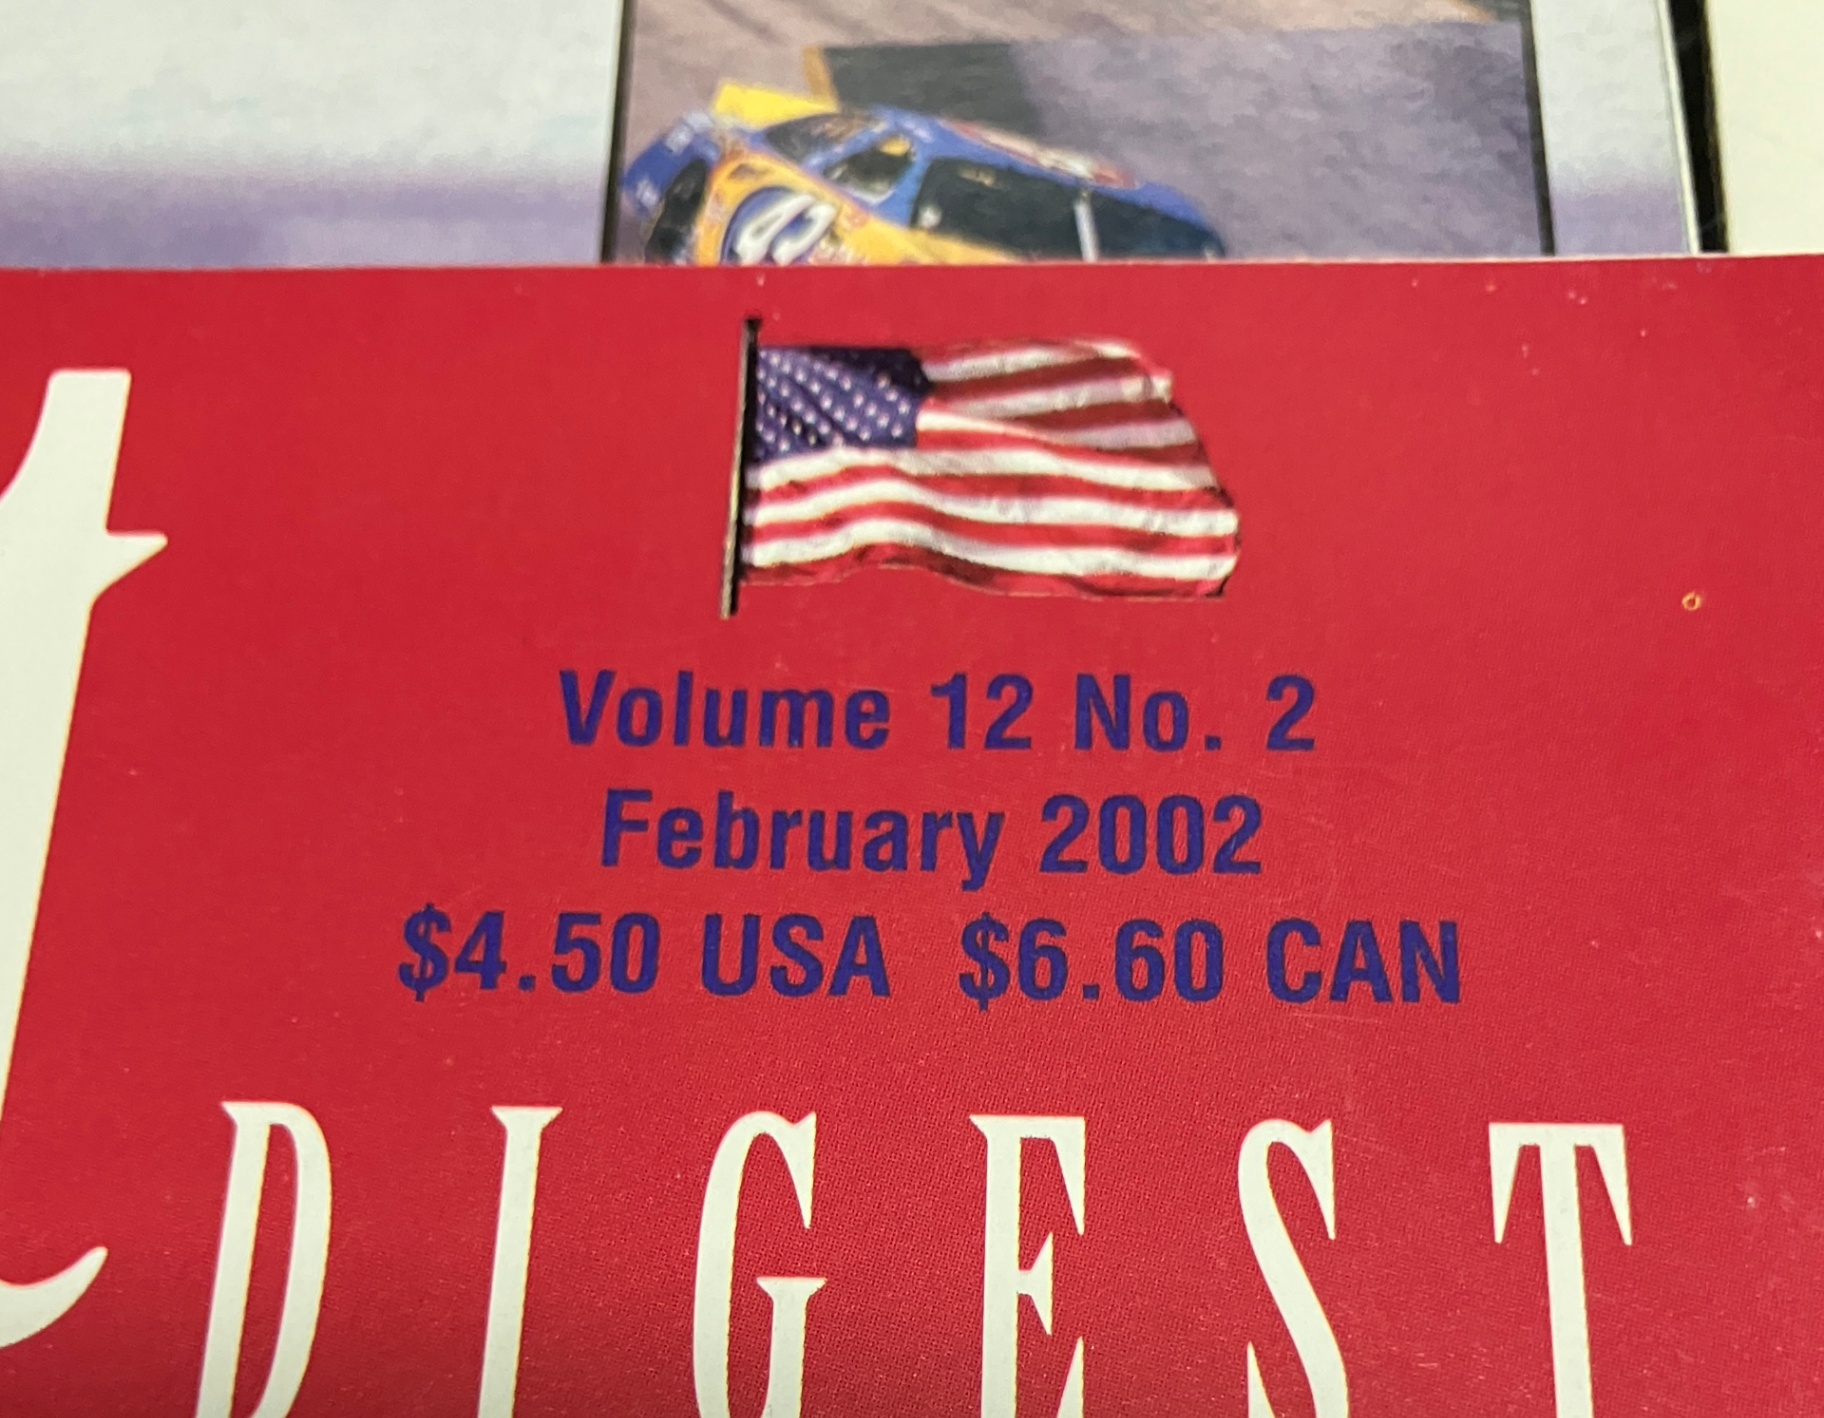 Volume 12 No. 2
February 2002
$4.50 USA $6.60 CAN
DIGEST